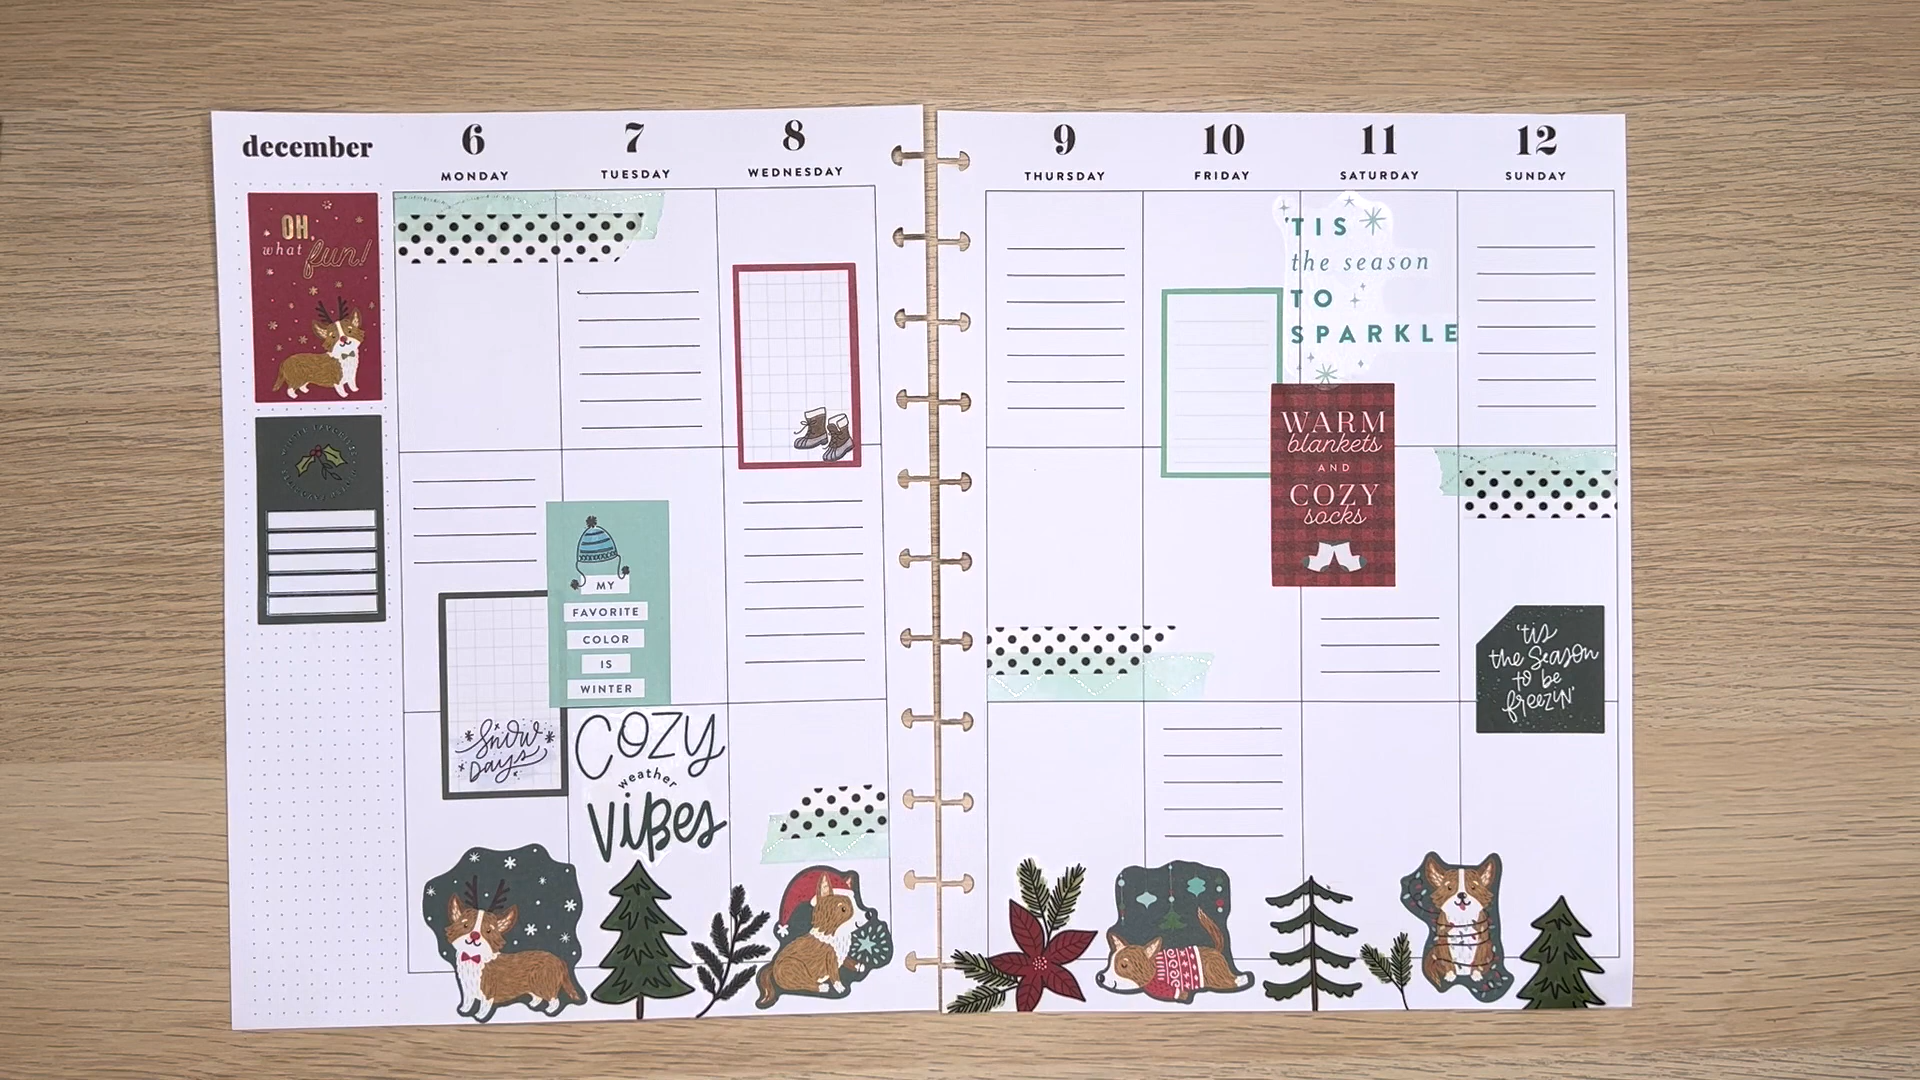 december
6
MONDAY
7
TUESDAY
8
WEDNESDAY
9
THURSDAY
10
FRIDAY
11
SATURDAY
12
SUNDAY
OH,
what fun!
MY
FAVORITE
COLOR
IS
WINTER
Snow
Days
COZY
weather
vibes
'TIS
the season
TO
SPARKLE
WARM
blankets
AND
COZY
socks
'tis
the season
to be
freezin'